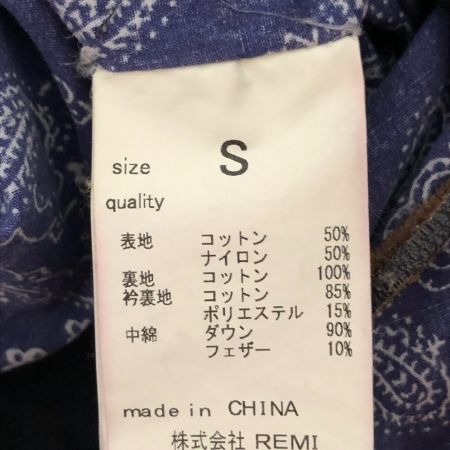 size S
quality
表地 コットン 50%
ナイロン 50%
裏地 コットン 100%
衿裏地 コットン 85%
ポリエステル 15%
中綿 ダウン 90%
フェザー 10%
made in CHINA
株式会社 REMI